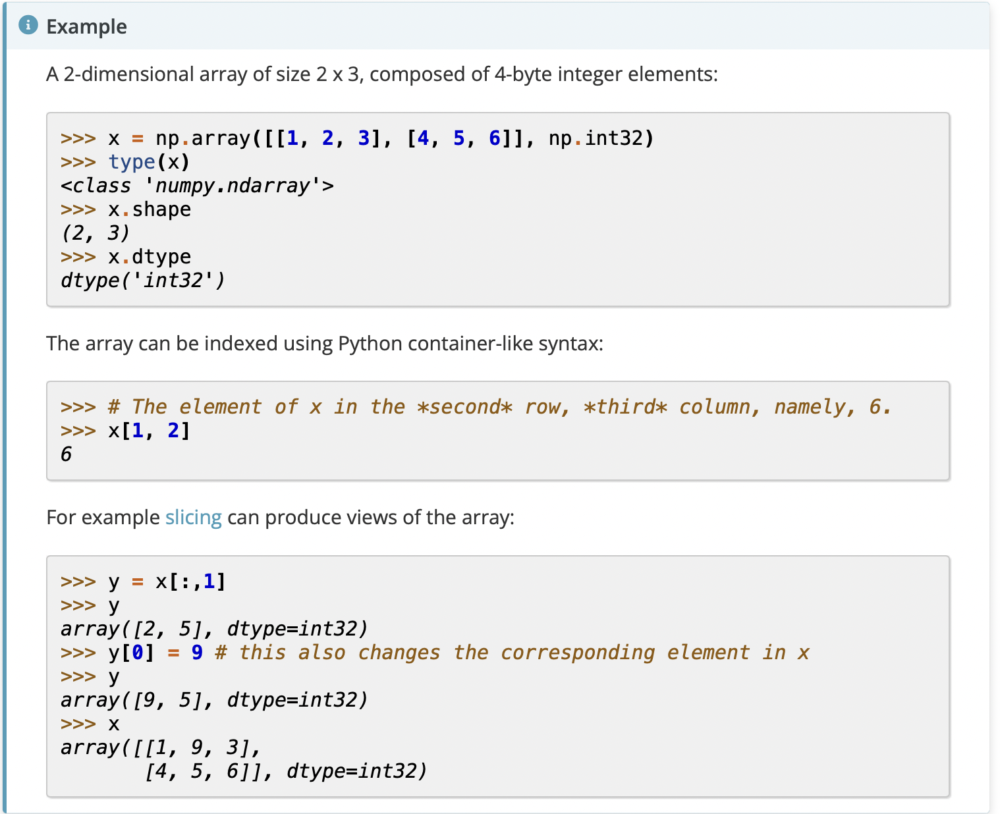 Example
A 2-dimensional array of size 2 x 3, composed of 4-byte integer elements:
>>> x = np.array([[1, 2, 3], [4, 5, 6]], np.int32)
>>> type(x)
<class 'numpy.ndarray'>
>>> x.shape
(2, 3)
>>> x.dtype
dtype('int32')
The array can be indexed using Python container-like syntax:
>>> # The element of x in the *second* row, *third* column, namely, 6.
>>> x[1, 2]
6
For example slicing can produce views of the array:
>>> y = x[:,1]
>>> y
array([2, 5], dtype=int32)
>>> y[0] = 9 # this also changes the corresponding element in x
>>> y
array([9, 5], dtype=int32)
>>> x
array([[1, 9, 3],
       [4, 5, 6]], dtype=int32)